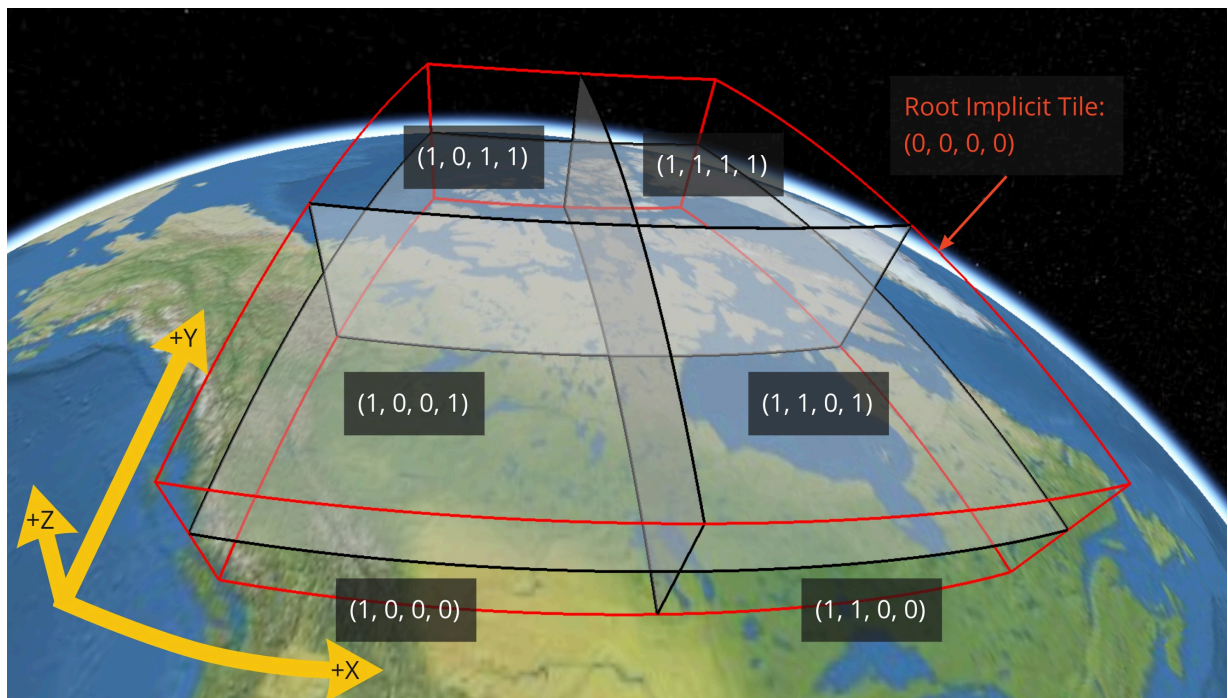 Root Implicit Tile:
(0, 0, 0, 0)
(1, 0, 1, 1)
(1, 1, 1, 1)
+Y
(1, 0, 0, 1)
(1, 1, 0, 1)
+Z
(1, 0, 0, 0)
(1, 1, 0, 0)
+X